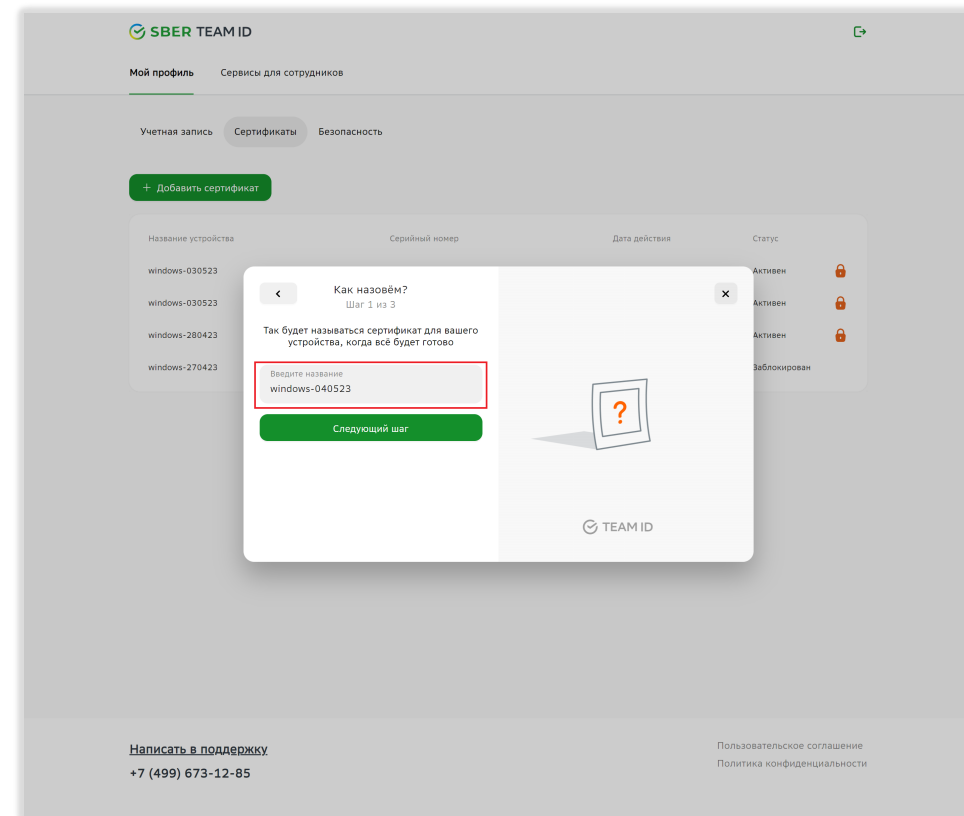 SBER TEAM ID
Мой профиль Сервисы для сотрудников
Учетная запись Сертификаты Безопасность
+ Добавить сертификат
Название устройства Серийный номер Дата действия Статус
windows-030523 Активен
windows-030523 Активен
windows-280423 Активен
windows-270423 Заблокирован
Как назовём?
Шаг 1 из 3
Так будет называться сертификат для вашего
устройства, когда всё будет готово
Введите название
windows-040523
Следующий шаг
?
TEAM ID
Написать в поддержку
+7 (499) 673-12-85
Пользовательское соглашение
Политика конфиденциальности